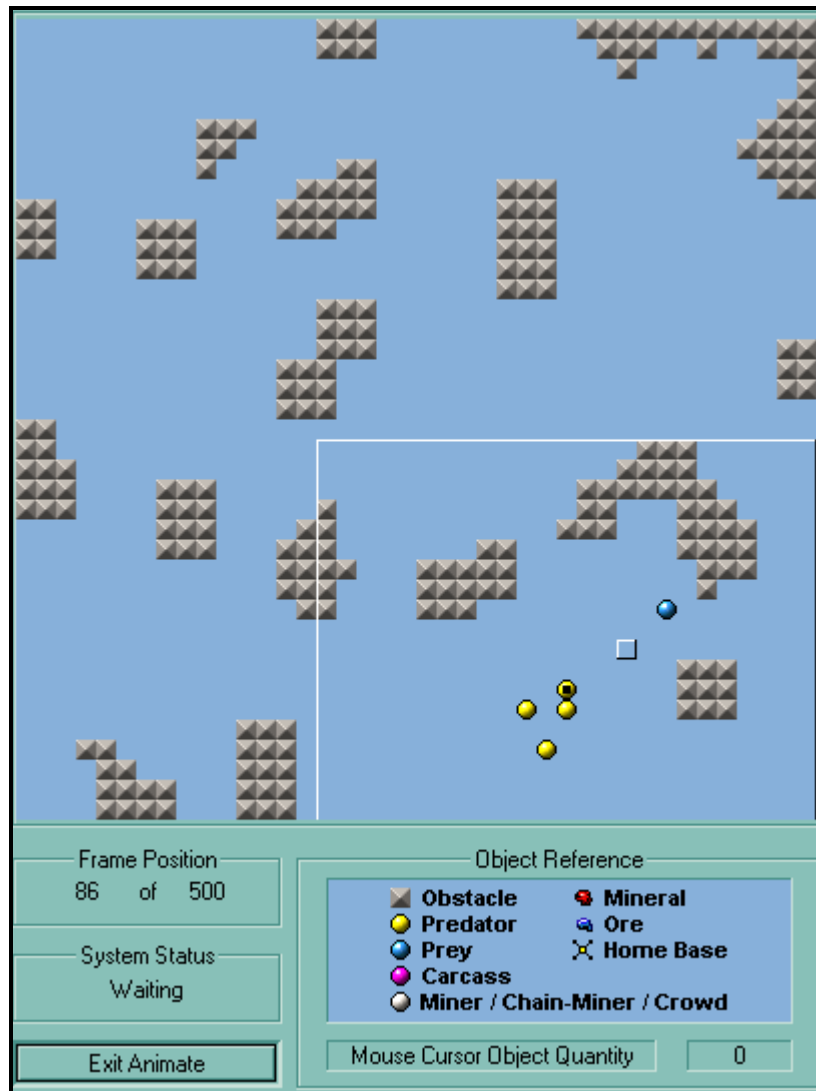 Frame Position
86 of 500
System Status
Waiting
Exit Animate
Object Reference
Obstacle
Predator
Prey
Carcass
Miner / Chain-Miner / Crowd
Mineral
Ore
Home Base
Mouse Cursor Object Quantity
0